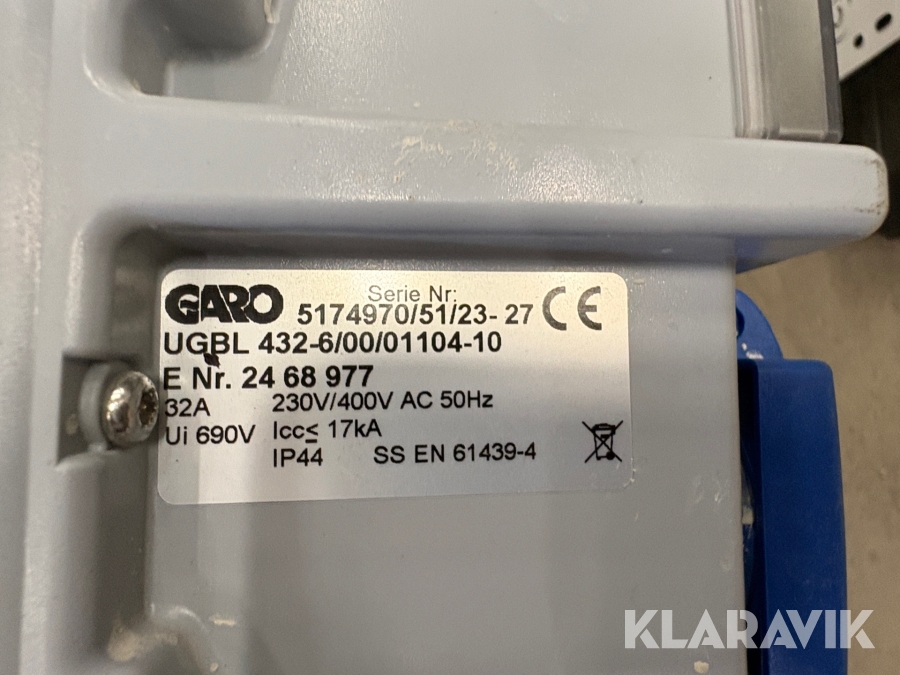 GARO Serie Nr: CE
5174970/51/23- 27
UGBL 432-6/00/01104-10
E Nr. 24 68 977
32A 230V/400V AC 50Hz
Ui 690V Icc≤ 17kA
IP44 SS EN 61439-4
KLARAVIK